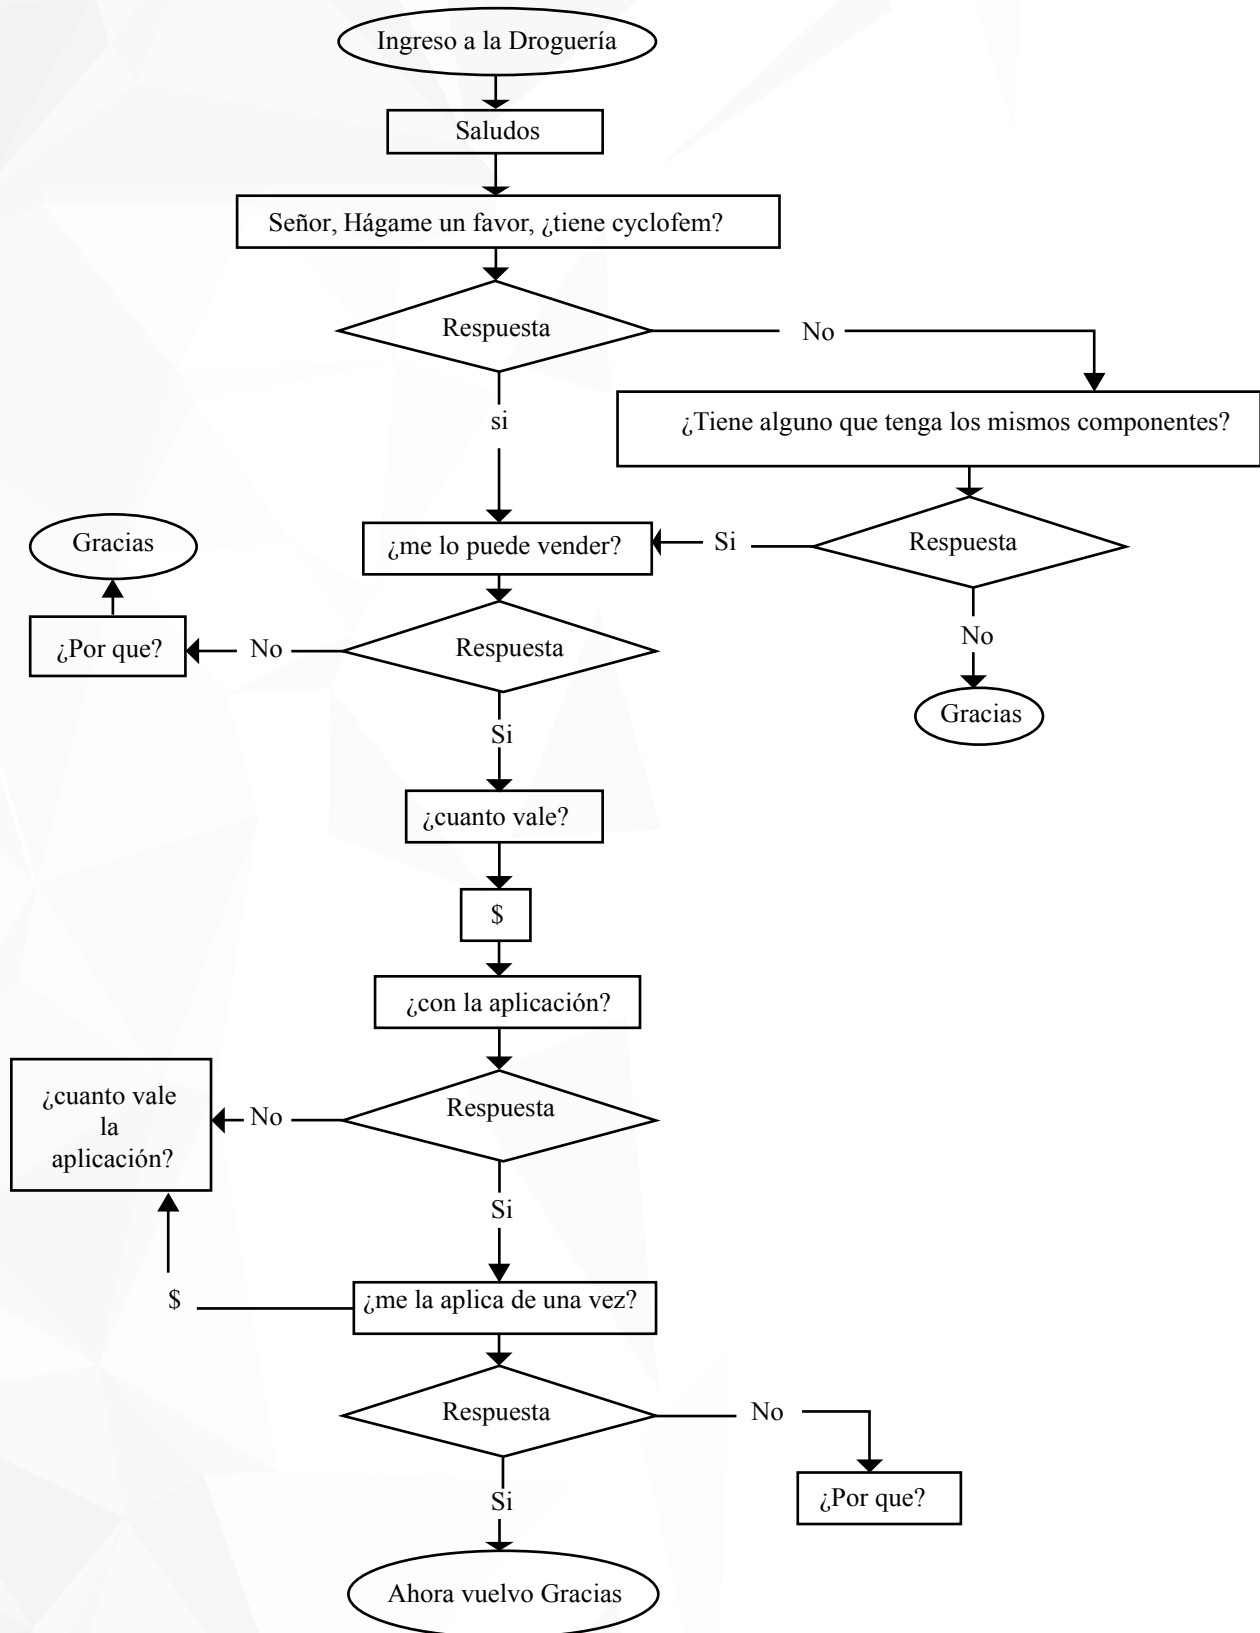 Ingreso a la Droguería
Saludos
Señor, Hágame un favor, ¿tiene cyclofem?
Respuesta
No
si
¿Tiene alguno que tenga los mismos componentes?
Gracias
¿me lo puede vender?
Si
Respuesta
¿Por que?
No
Respuesta
No
Gracias
Si
¿cuanto vale?
$
¿con la aplicación?
¿cuanto vale
la
aplicación?
No
Respuesta
Si
$
¿me la aplica de una vez?
Respuesta
No
Si
¿Por que?
Ahora vuelvo Gracias